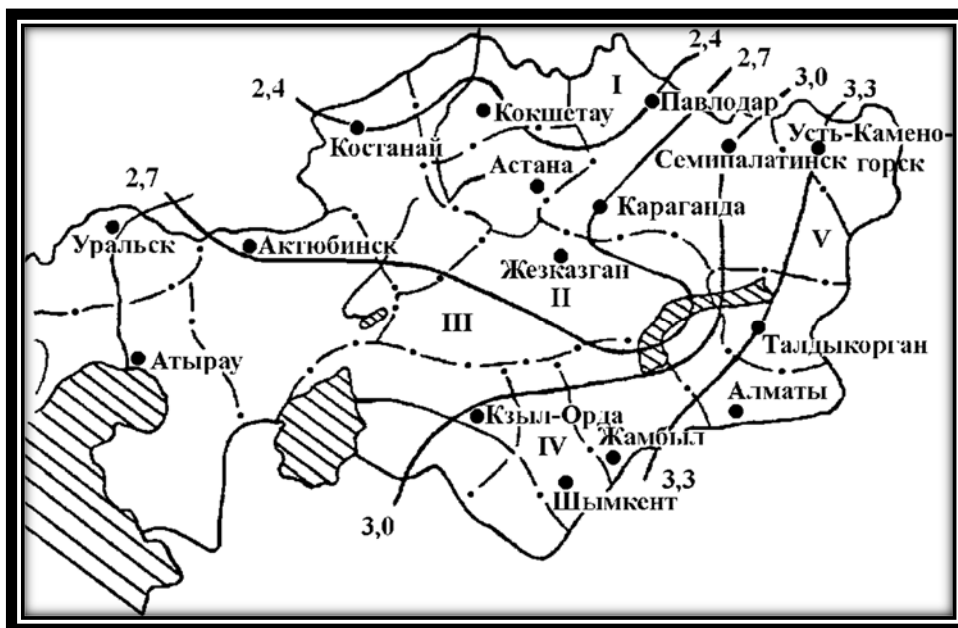 I
2,4
2,7
3,0
3,3
2,4
Кокшетау
Павлодар
Костанай
Семипалатинск
Усть-Камено-
горск
Астана
2,7
Караганда
Уральск
Актюбинск
V
Жезказган
II
III
Талдыкорган
Атырау
Алматы
Кзыл-Орда
IV
Жамбыл
3,3
Шымкент
3,0